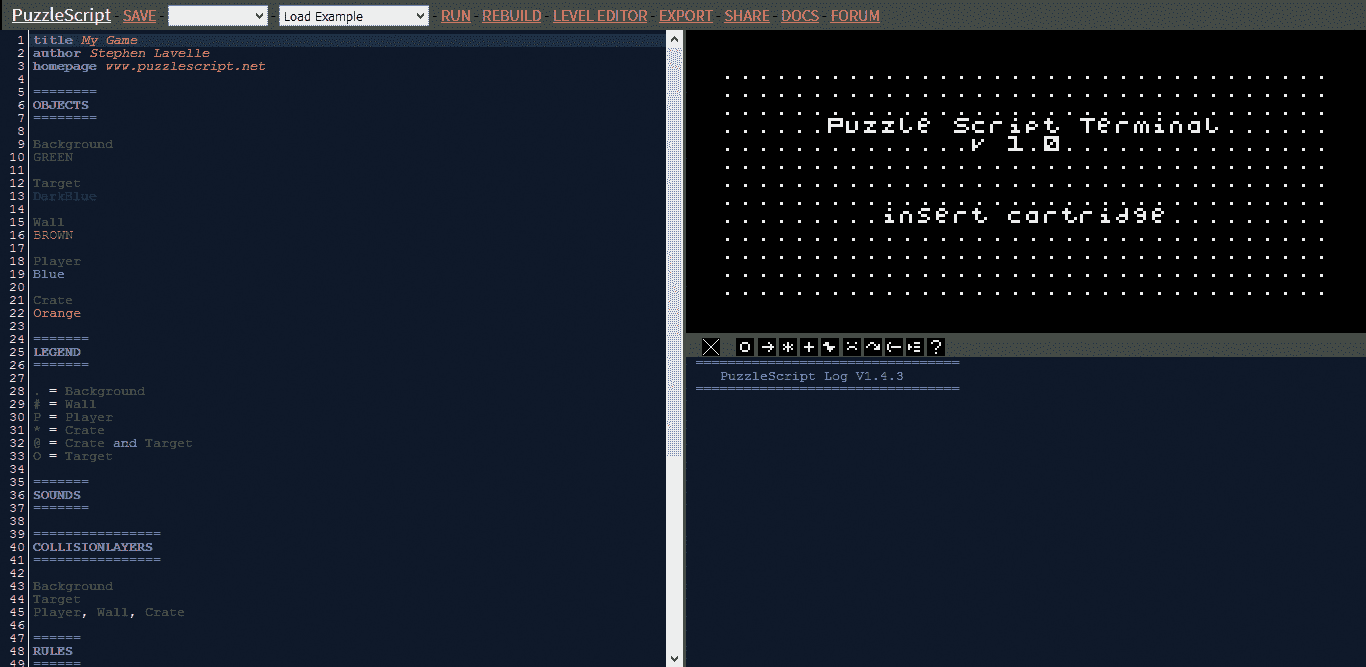 PuzzleScript - SAVE - Load Example - RUN - REBUILD - LEVEL EDITOR - EXPORT - SHARE - DOCS - FORUM
1 title My Game
2 author Stephen Lavelle
3 homepage www.puzzlescript.net
4
5 ========
6 OBJECTS
7 ========
8
9 Background
10 GREEN
11
12 Target
13 DarkBlue
14
15 Wall
16 BROWN
17
18 Player
19 Blue
20
21 Crate
22 Orange
23
24 =======
25 LEGEND
26 =======
27
28 . = Background
29 # = Wall
30 P = Player
31 * = Crate
32 @ = Crate and Target
33 O = Target
34
35 =======
36 SOUNDS
37 =======
38
39 ================
40 COLLISIONLAYERS
41 ================
42
43 Background
44 Target
45 Player, Wall, Crate
46
47 ======
48 RULES
49 ======
Puzzle Script Terminal
v 1.0
insert cartridge
=================================
PuzzleScript Log V1.4.3
=================================